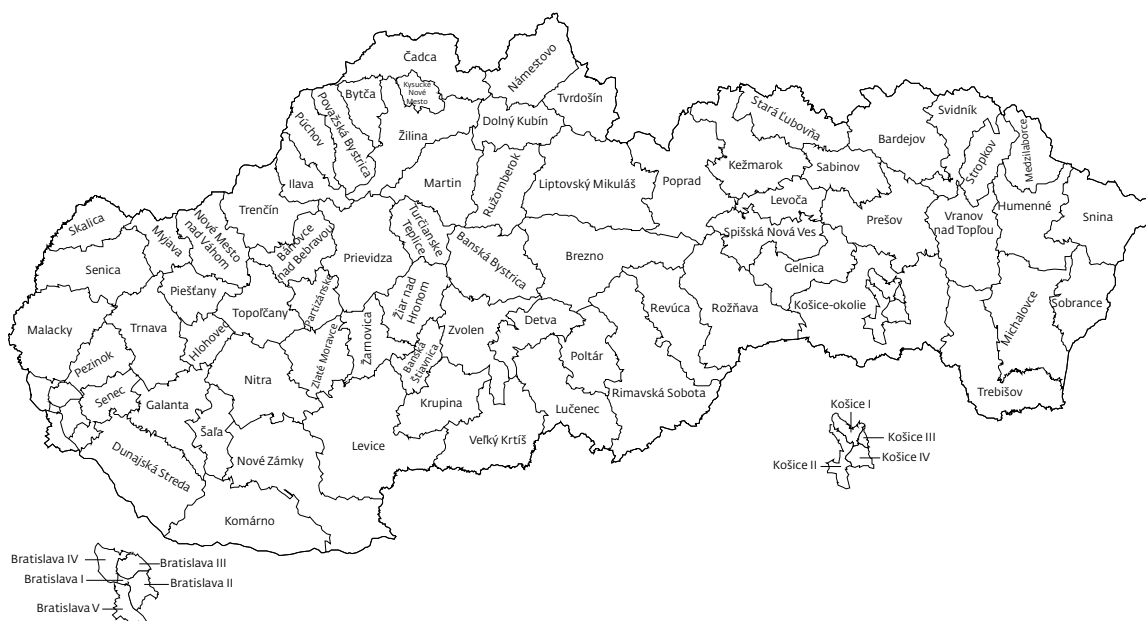 Čadca
Námestovo
Kysucké
Nové
Mesto
Bytča
Tvrdošín
Považská Bystrica
Púchov
Dolný Kubín
Žilina
Stará Ľubovňa
Svidník
Bardejov
Stropkov
Medzilaborce
Ilava
Martin
Ružomberok
Liptovský Mikuláš
Poprad
Kežmarok
Sabinov
Levoča
Prešov
Vranov
nad Topľou
Humenné
Snina
Skalica
Myjava
Nové Mesto
nad Váhom
Trenčín
Bánovce
nad Bebravou
Turčianske
Teplice
Prievidza
Banská Bystrica
Brezno
Spišská Nová Ves
Gelnica
Senica
Piešťany
Topoľčany
Partizánske
Žiar nad
Hronom
Revúca
Rožňava
Košice-okolie
Michalovce
Sobrance
Malacky
Trnava
Hlohovec
Zlaté Moravce
Žarnovica
Zvolen
Detva
Pezinok
Banská
Štiavnica
Poltár
Nitra
Senec
Galanta
Krupina
Lučenec
Rimavská Sobota
Trebišov
Šaľa
Levice
Veľký Krtíš
Dunajská Streda
Nové Zámky
Komárno
Košice I
Košice III
Košice IV
Košice II
Bratislava IV
Bratislava III
Bratislava I
Bratislava II
Bratislava V